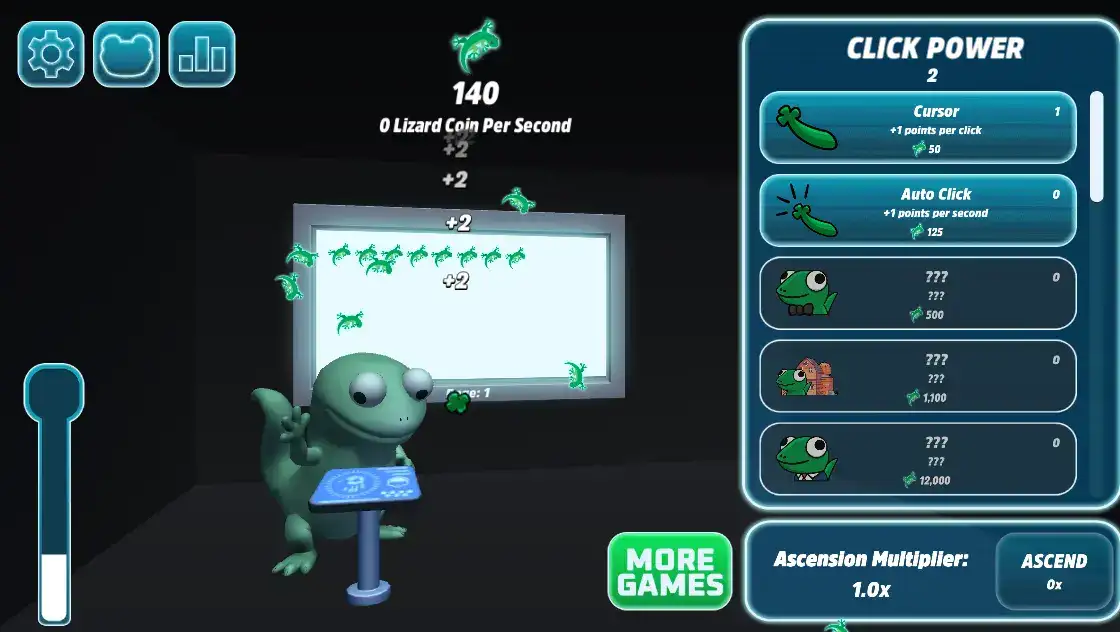 140
0 Lizard Coin Per Second
+2
+2
+2
+2
CLICK POWER
2
Cursor
1
+1 points per click
50
Auto Click
0
+1 points per second
125
???
0
???
500
???
0
???
1,100
???
0
???
12,000
MORE
GAMES
Ascension Multiplier:
1.0x
ASCEND
0x